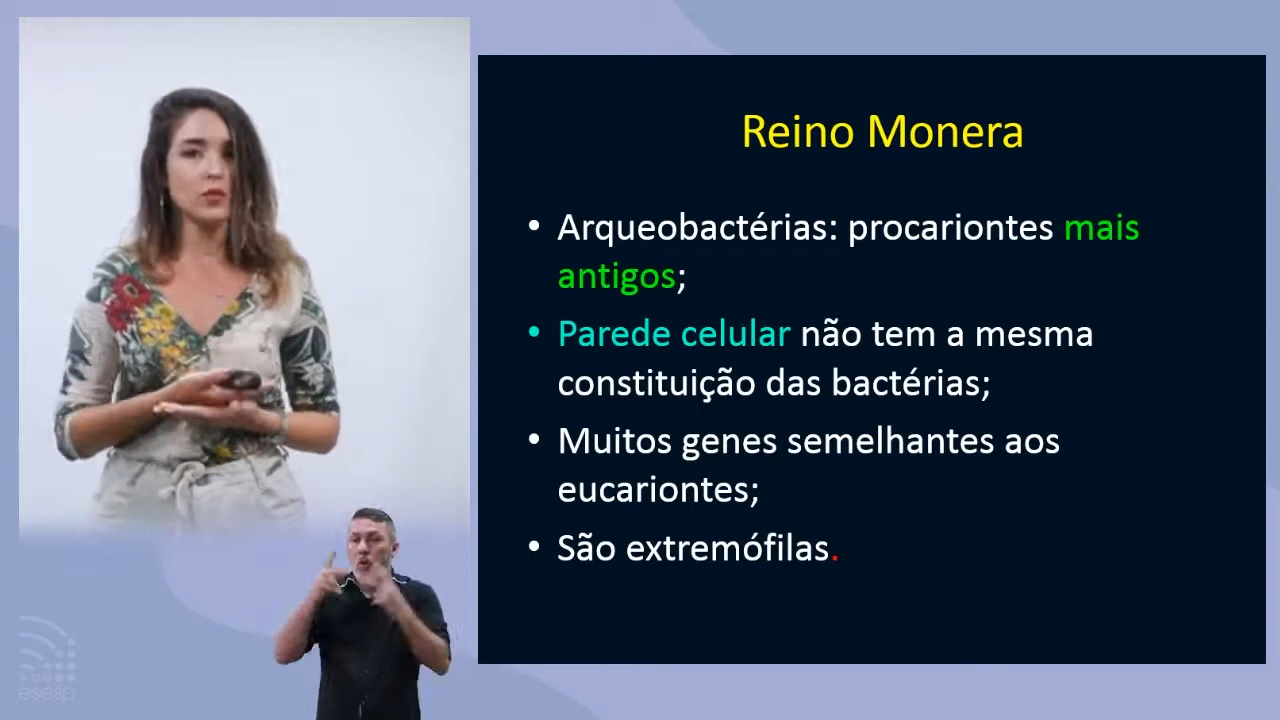 Reino Monera
• Arqueobactérias: procariontes mais
antigos;
• Parede celular não tem a mesma
constituição das bactérias;
• Muitos genes semelhantes aos
eucariontes;
• São extremófilas.
esesp